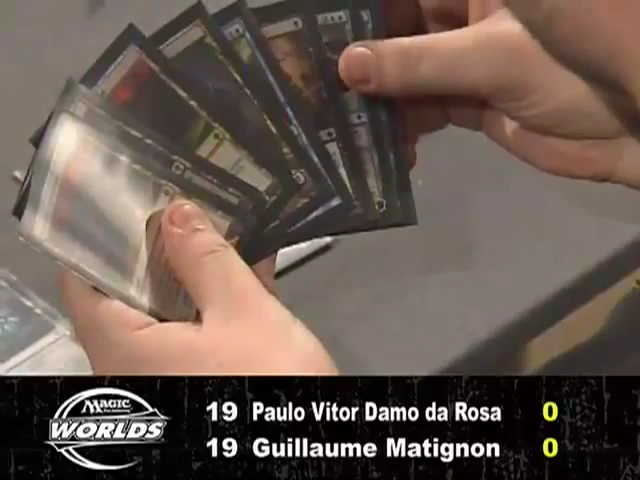 MAGIC
WORLDS
19 Paulo Vitor Damo da Rosa 0
19 Guillaume Matignon 0